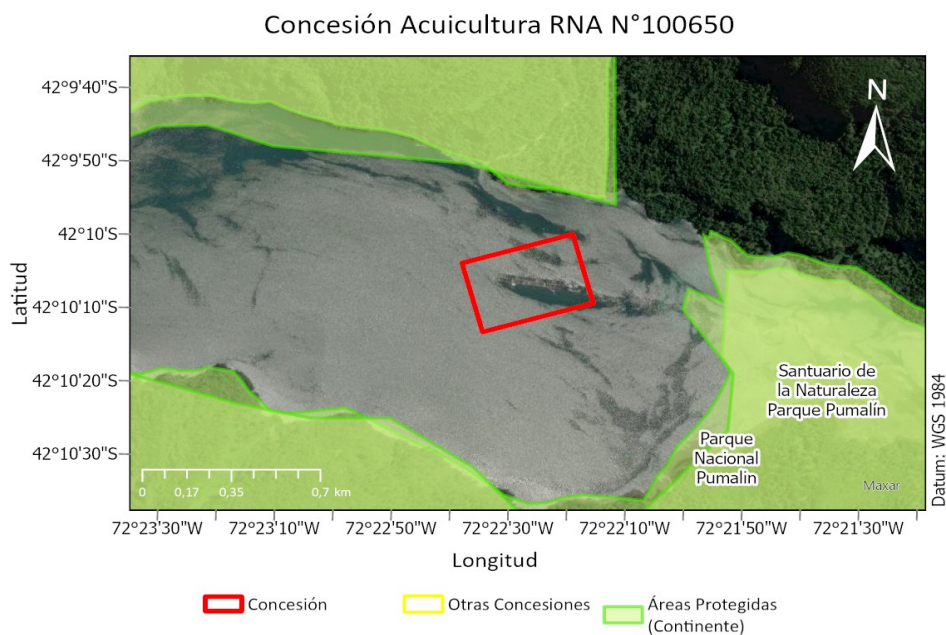 Concesión Acuicultura RNA N°100650
N
42°9'40"S
42°9'50"S
42°10'S
42°10'10"S
42°10'20"S
42°10'30"S
Latitud
Santuario de
la Naturaleza
Parque Pumalín
Parque
Nacional
Pumalin
Maxar
Datum: WGS 1984
0 0,17 0,35 0,7 km
72°23'30"W 72°23'10"W 72°22'50"W 72°22'30"W 72°22'10"W 72°21'50"W 72°21'30"W
Longitud
Concesión Otras Concesiones Áreas Protegidas
(Continente)